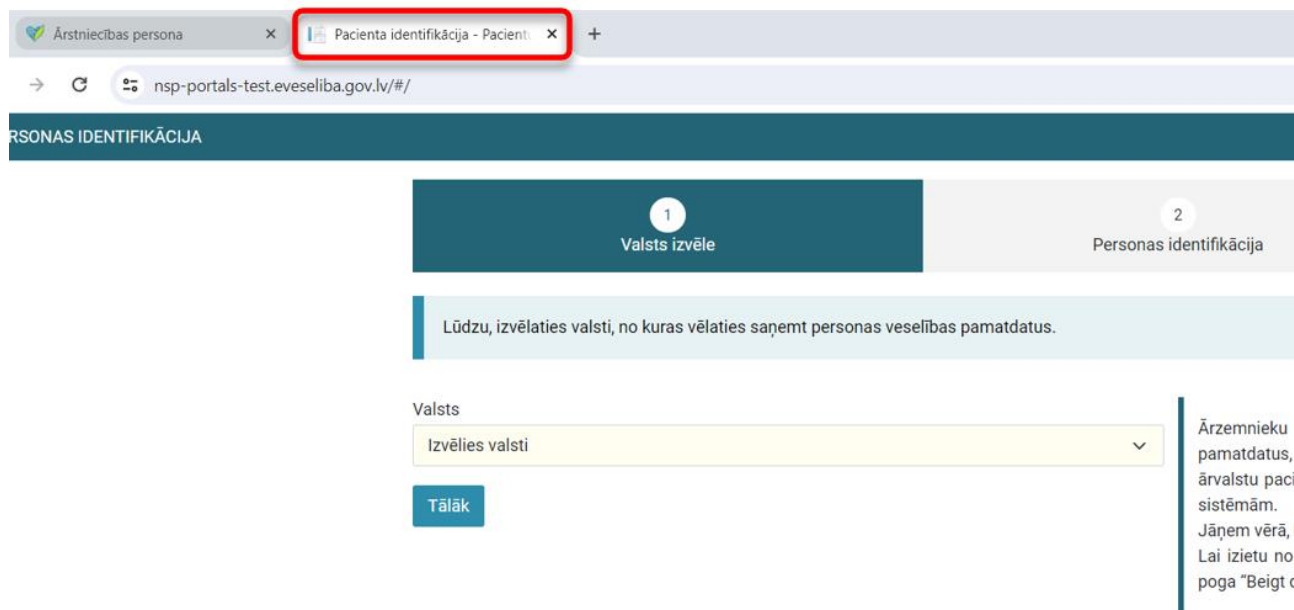 Ārstniecības persona
Pacienta identifikācija - Pacient
nsp-portals-test.eveseliba.gov.lv/#/
RSONAS IDENTIFIKĀCIJA
1
Valsts izvēle
2
Personas identifikācija
Lūdzu, izvēlaties valsti, no kuras vēlaties saņemt personas veselības pamatdatus.
Valsts
Izvēlies valsti
Tālāk
Ārzemnieku
pamatdatus,
ārvalstu paci
sistēmām.
Jāņem vērā,
Lai izietu no
poga “Beigt